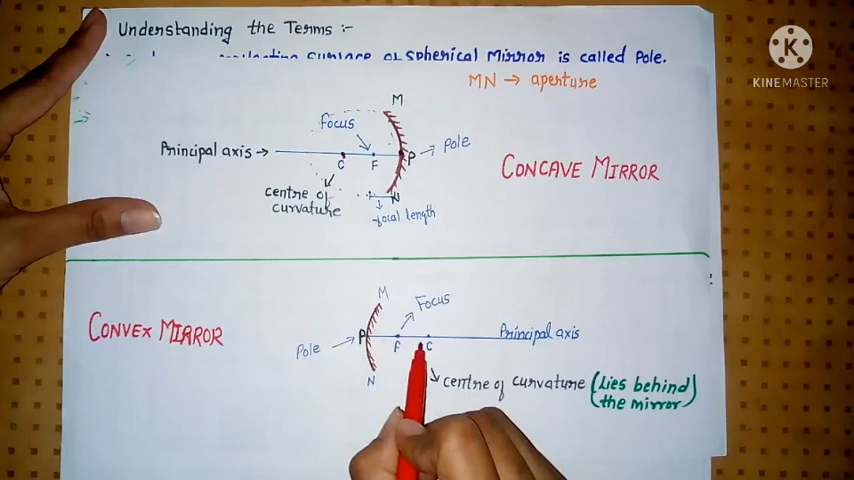 Understanding the Terms :-
reflecting surface of spherical Mirror is called Pole.
MN → aperture
K
KINEMASTER
M
Focus
Principal axis →
C F P → Pole
CONCAVE MIRROR
centre of
curvature
N
focal length
CONVEX MIRROR
M
Focus
P
Principal axis
Pole →
F C
N
centre of curvature (Lies behind
the mirror)